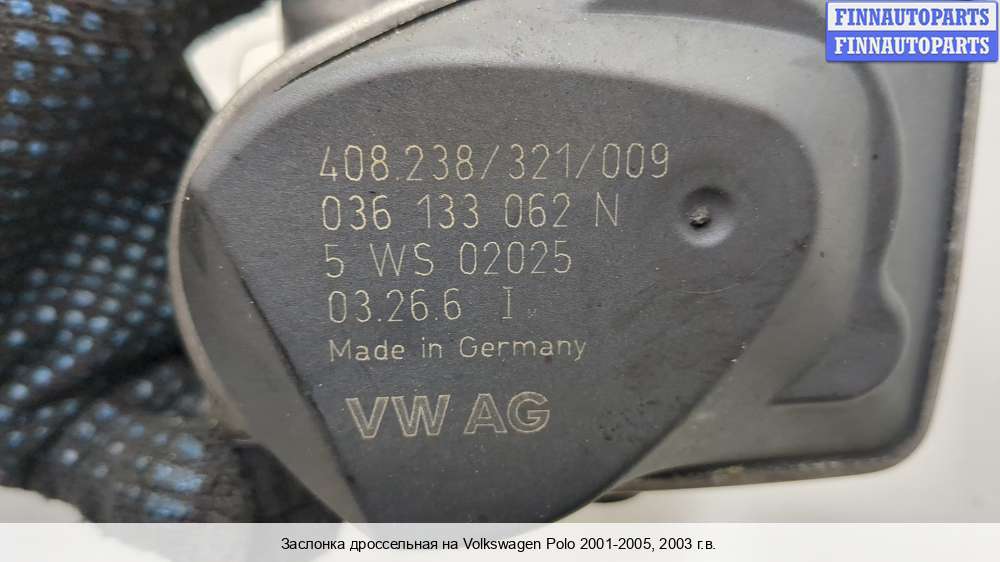 FINNAUTOPARTS
FINNAUTOPARTS
408.238/321/009
036 133 062 N
5 WS 02025
03.26.6 I
Made in Germany
VW AG
Заслонка дроссельная на Volkswagen Polo 2001-2005, 2003 г.в.